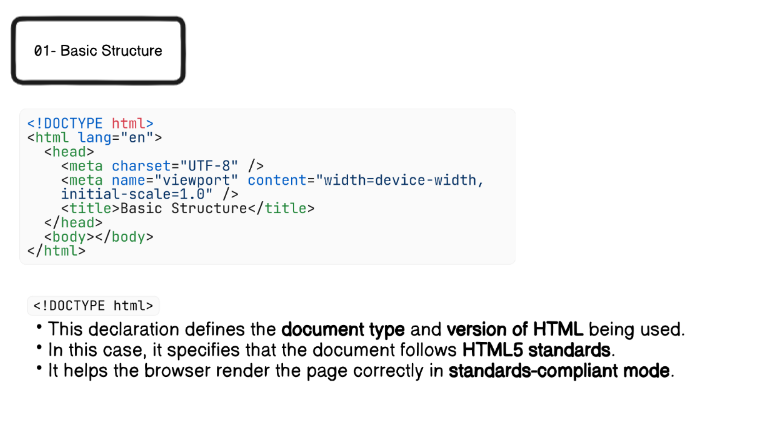 01- Basic Structure
<!DOCTYPE html>
<html lang="en">
<head>
<meta charset="UTF-8" />
<meta name="viewport" content="width=device-width,
initial-scale=1.0" />
<title>Basic Structure</title>
</head>
<body></body>
</html>
<!DOCTYPE html>
• This declaration defines the document type and version of HTML being used.
• In this case, it specifies that the document follows HTML5 standards.
• It helps the browser render the page correctly in standards-compliant mode.